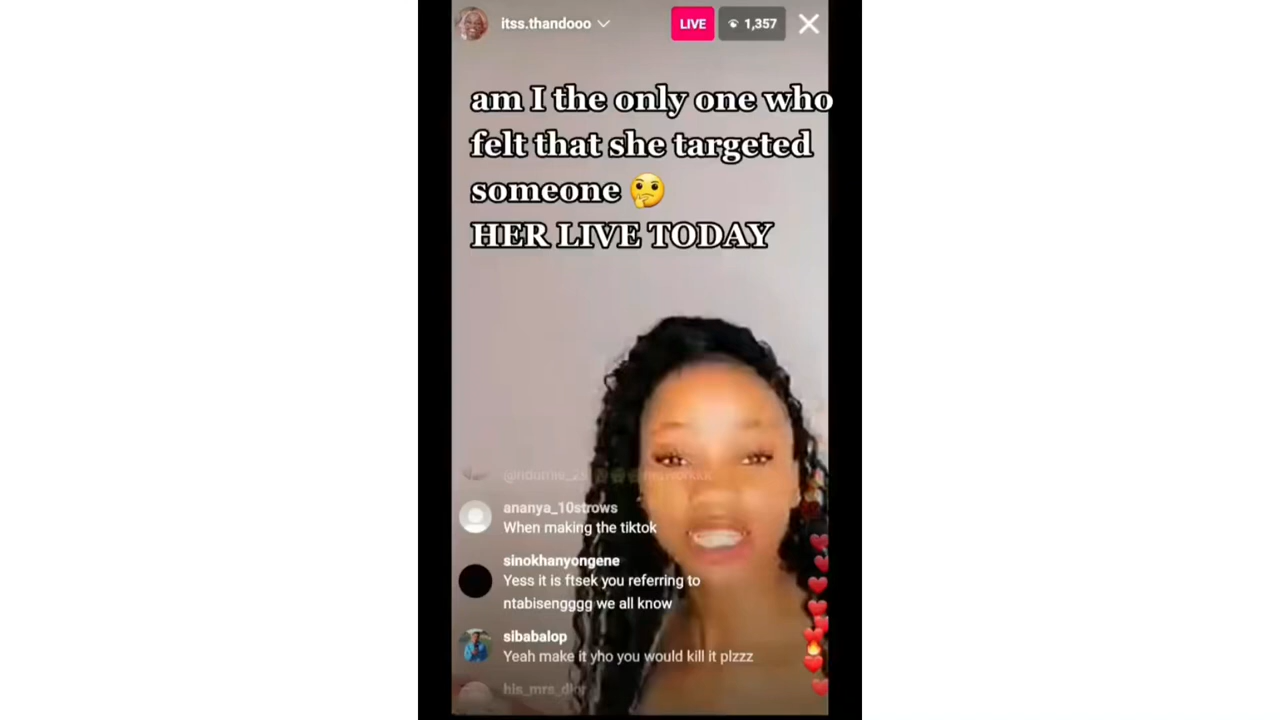 itss.thandooo
LIVE
1,357
am I the only one who
felt that she targeted
someone 🤔
HER LIVE TODAY
ananya_10strows
When making the tiktok
sinokhanyongene
Yess it is ftsek you referring to
ntabisengggg we all know
sibabalop
Yeah make it yho you would kill it plzzz
his_mrs_dior